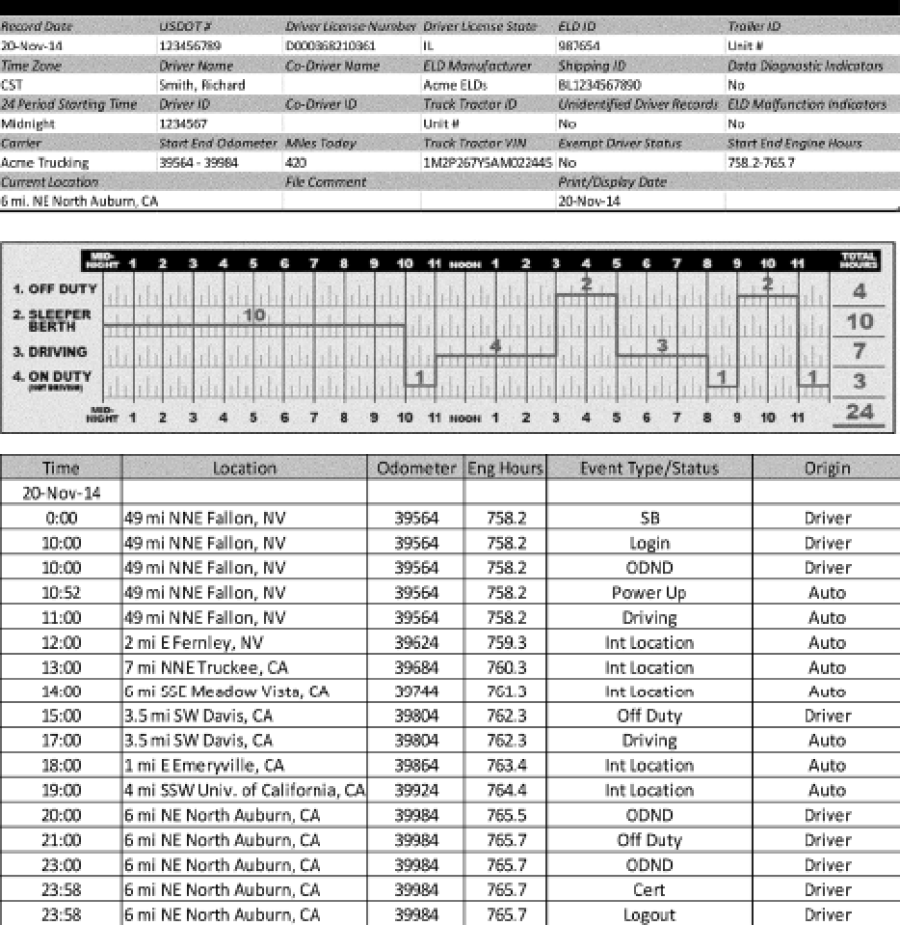 Record Date USDOT # Driver License Number Driver License State ELD ID Trailer ID
20-Nov-14 123456789 D000368210361 IL 987654 Unit #
Time Zone Driver Name Co-Driver Name ELD Manufacturer Shipping ID Data Diagnostic Indicators
CST Smith, Richard Acme ELDs BL1234567890 No
24 Period Starting Time Driver ID Co-Driver ID Truck Tractor ID Unidentified Driver Records ELD Malfunction Indicators
Midnight 1234567 Unit # No No
Carrier Start End Odometer Miles Today Truck Tractor VIN Exempt Driver Status Start End Engine Hours
Acme Trucking 39564 - 39984 420 1M2P267Y5AM022445 No 758.2-765.7
Current Location File Comment Print/Display Date
6 mi. NE North Auburn, CA 20-Nov-14
MID-NIGHT 1 2 3 4 5 6 7 8 9 10 11 NOON 1 2 3 4 5 6 7 8 9 10 11 TOTAL HOURS
1. OFF DUTY 2 2 4
2. SLEEPER BERTH 10 10
3. DRIVING 4 3 7
4. ON DUTY (NOT DRIVING) 1 1 1 3
MID-NIGHT 1 2 3 4 5 6 7 8 9 10 11 NOON 1 2 3 4 5 6 7 8 9 10 11 24
Time Location Odometer Eng Hours Event Type/Status Origin
20-Nov-14
0:00 49 mi NNE Fallon, NV 39564 758.2 SB Driver
10:00 49 mi NNE Fallon, NV 39564 758.2 Login Driver
10:00 49 mi NNE Fallon, NV 39564 758.2 ODND Driver
10:52 49 mi NNE Fallon, NV 39564 758.2 Power Up Auto
11:00 49 mi NNE Fallon, NV 39564 758.2 Driving Auto
12:00 2 mi E Fernley, NV 39624 759.3 Int Location Auto
13:00 7 mi NNE Truckee, CA 39684 760.3 Int Location Auto
14:00 6 mi SSE Meadow Vista, CA 39744 761.3 Int Location Auto
15:00 3.5 mi SW Davis, CA 39804 762.3 Off Duty Driver
17:00 3.5 mi SW Davis, CA 39804 762.3 Driving Auto
18:00 1 mi E Emeryville, CA 39864 763.4 Int Location Auto
19:00 4 mi SSW Univ. of California, CA 39924 764.4 Int Location Auto
20:00 6 mi NE North Auburn, CA 39984 765.5 ODND Driver
21:00 6 mi NE North Auburn, CA 39984 765.7 Off Duty Driver
23:00 6 mi NE North Auburn, CA 39984 765.7 ODND Driver
23:58 6 mi NE North Auburn, CA 39984 765.7 Cert Driver
23:58 6 mi NE North Auburn, CA 39984 765.7 Logout Driver